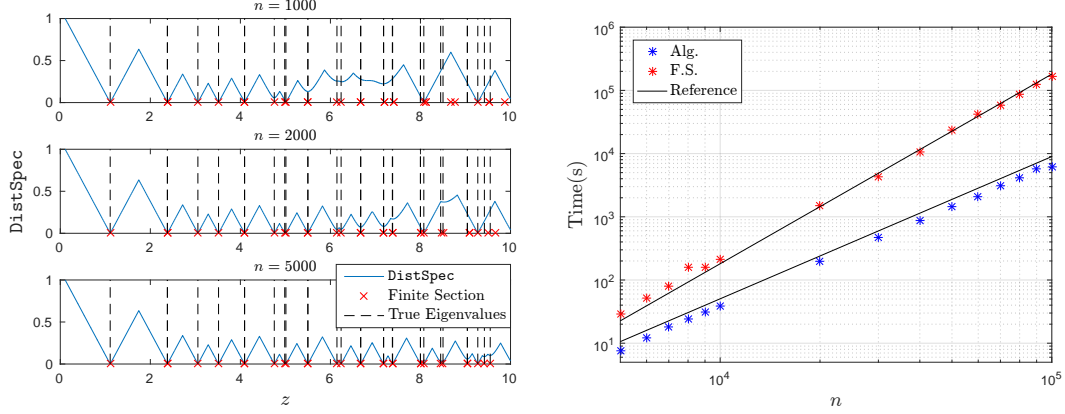 n = 1000
1
0.5
0
0 2 4 6 8 10
n = 2000
1
0.5
0
0 2 4 6 8 10
DistSpec
n = 5000
1
0.5
0
0 2 4 6 8 10
z
DistSpec
Finite Section
True Eigenvalues
Alg.
F.S.
Reference
10^6
10^5
10^4
10^3
10^2
10^1
Time(s)
10^4 10^5
n